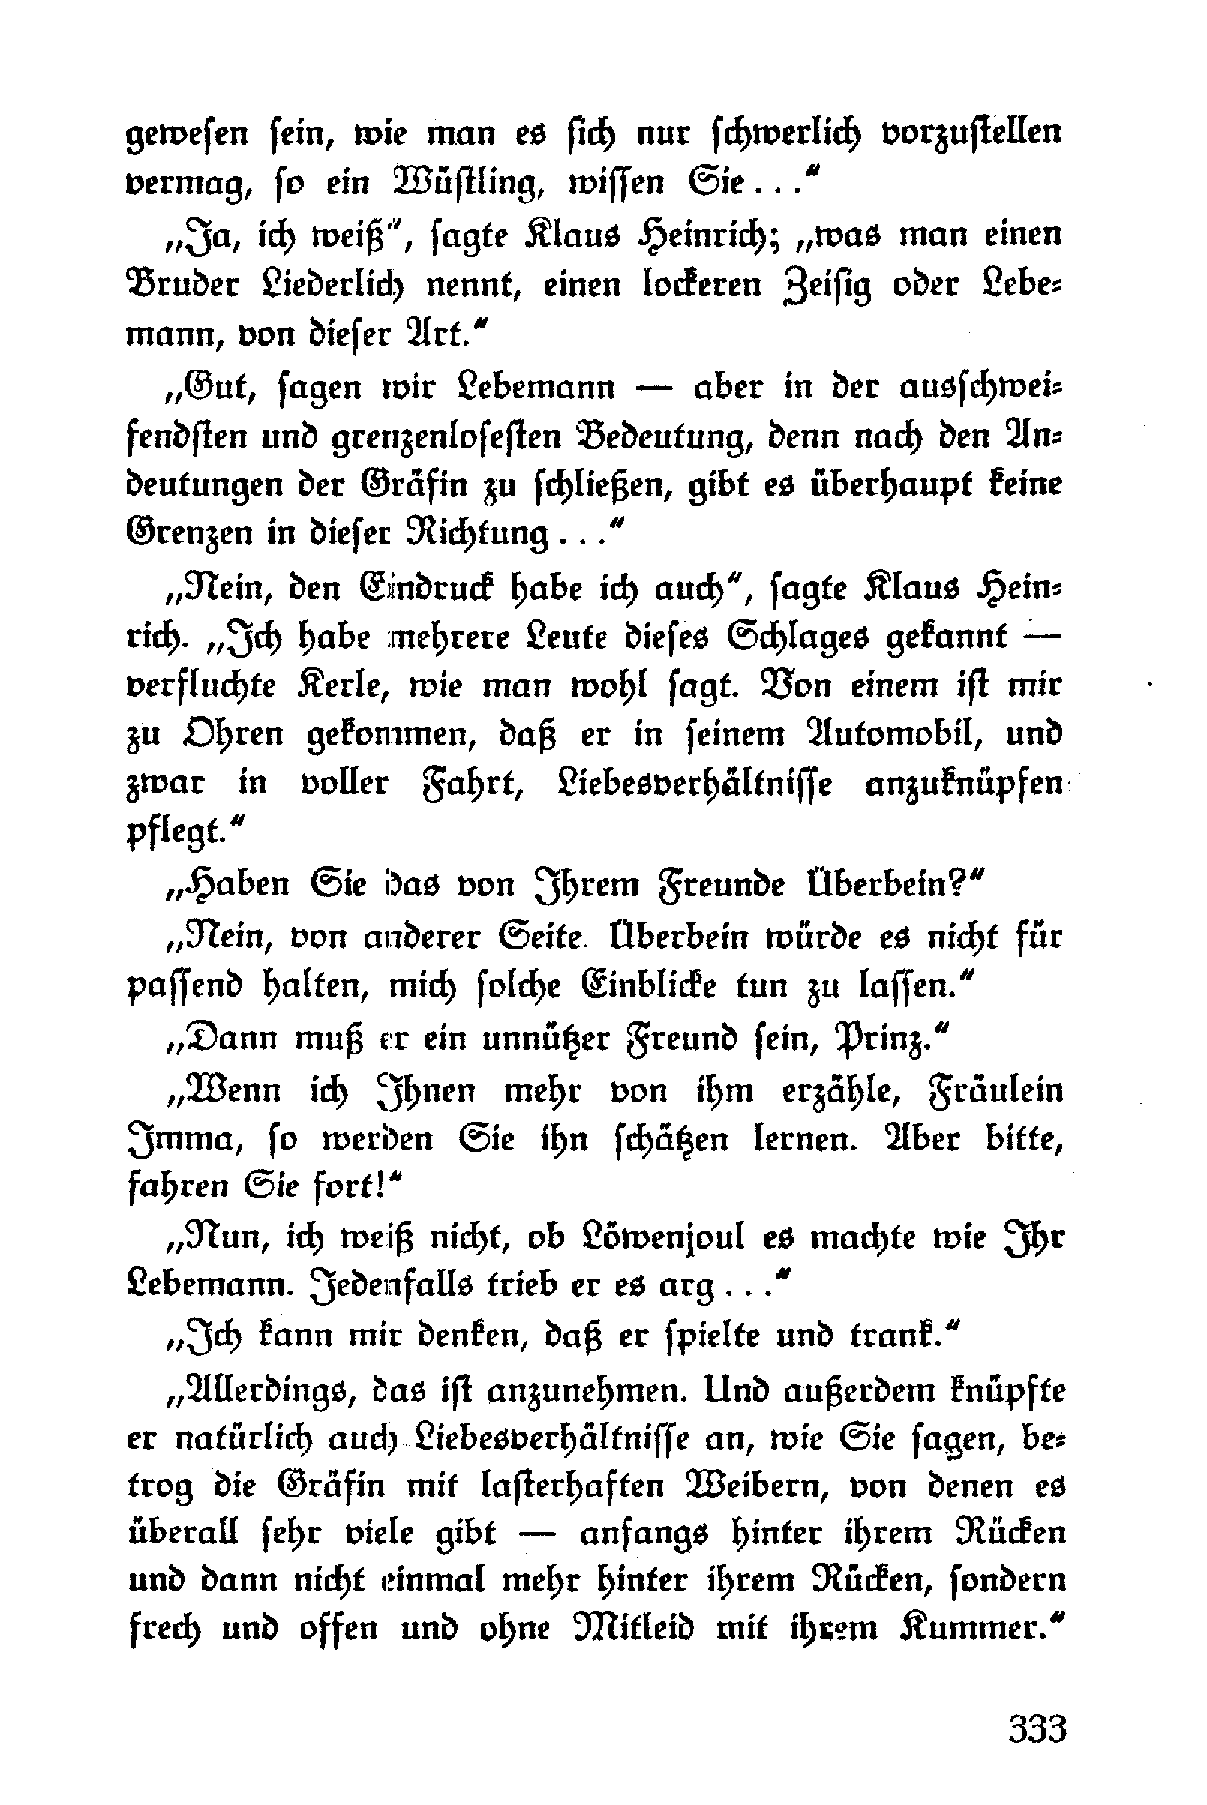 gewesen sein, wie man es sich nur schwerlich vorzustellen
vermag, so ein Wüstling, wissen Sie . . .“
„Ja, ich weiß“, sagte Klaus Heinrich; „was man einen
Bruder Liederlich nennt, einen lockeren Zeisig oder Lebe-
mann, von dieser Art.“
„Gut, sagen wir Lebemann — aber in der ausschwei-
fendsten und grenzenlosesten Bedeutung, denn nach den An-
deutungen der Gräfin zu schließen, gibt es überhaupt keine
Grenzen in dieser Richtung . . .“
„Nein, den Eindruck habe ich auch“, sagte Klaus Hein-
rich. „Ich habe mehrere Leute dieses Schlages gekannt —
verfluchte Kerle, wie man wohl sagt. Von einem ist mir
zu Ohren gekommen, daß er in seinem Automobil, und
zwar in voller Fahrt, Liebesverhältnisse anzuknüpfen
pflegt.“
„Haben Sie das von Ihrem Freunde Überbein?“
„Nein, von anderer Seite. Überbein würde es nicht für
passend halten, mich solche Einblicke tun zu lassen.“
„Dann muß er ein unnützer Freund sein, Prinz.“
„Wenn ich Ihnen mehr von ihm erzähle, Fräulein
Imma, so werden Sie ihn schätzen lernen. Aber bitte,
fahren Sie fort!“
„Nun, ich weiß nicht, ob Löwenjoul es machte wie Ihr
Lebemann. Jedenfalls trieb er es arg . . .“
„Ich kann mir denken, daß er spielte und trank.“
„Allerdings, das ist anzunehmen. Und außerdem knüpfte
er natürlich auch Liebesverhältnisse an, wie Sie sagen, be-
trog die Gräfin mit lasterhaften Weibern, von denen es
überall sehr viele gibt — anfangs hinter ihrem Rücken
und dann nicht einmal mehr hinter ihrem Rücken, sondern
frech und offen und ohne Mitleid mit ihrem Kummer.“
333